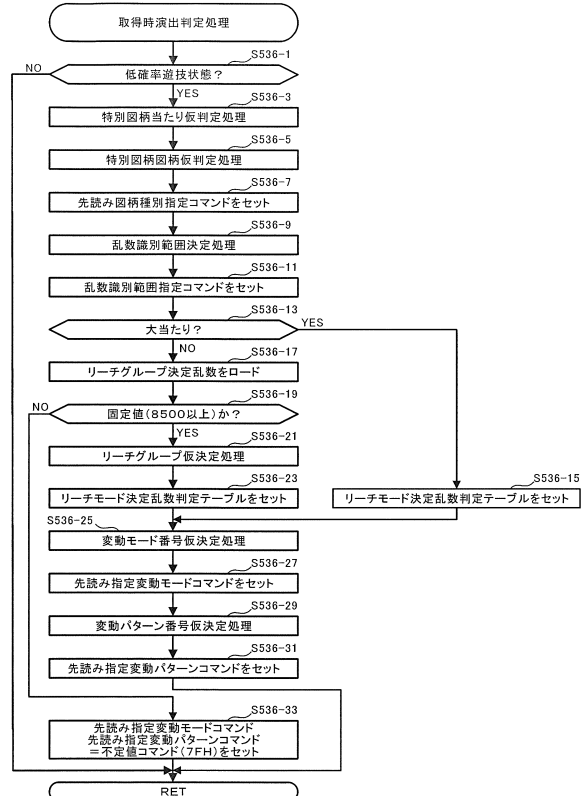 取得時演出判定処理
S536-1
NO
低確率遊技状態?
YES
S536-3
特別図柄当たり仮判定処理
S536-5
特別図柄図柄仮判定処理
S536-7
先読み図柄種別指定コマンドをセット
S536-9
乱数識別範囲決定処理
S536-11
乱数識別範囲指定コマンドをセット
S536-13
大当たり?
YES
NO
S536-17
リーチグループ決定乱数をロード
S536-19
NO
固定値(8500以上)か?
YES
S536-21
リーチグループ仮決定処理
S536-23
リーチモード決定乱数判定テーブルをセット
S536-15
リーチモード決定乱数判定テーブルをセット
S536-25
変動モード番号仮決定処理
S536-27
先読み指定変動モードコマンドをセット
S536-29
変動パターン番号仮決定処理
S536-31
先読み指定変動パターンコマンドをセット
S536-33
先読み指定変動モードコマンド
先読み指定変動パターンコマンド
=不定値コマンド(7FH)をセット
RET